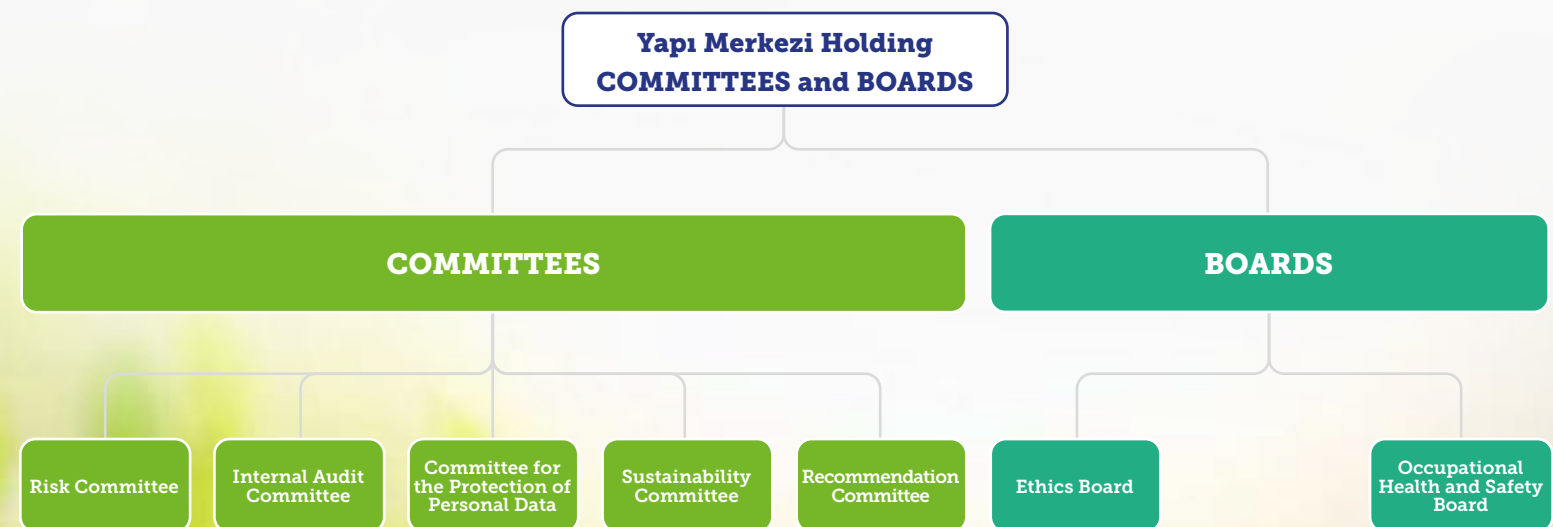 Yapı Merkezi Holding
COMMITTEES and BOARDS
COMMITTEES
BOARDS
Risk Committee
Internal Audit
Committee
Committee for
the Protection of
Personal Data
Sustainability
Committee
Recommendation
Committee
Ethics Board
Occupational
Health and Safety
Board